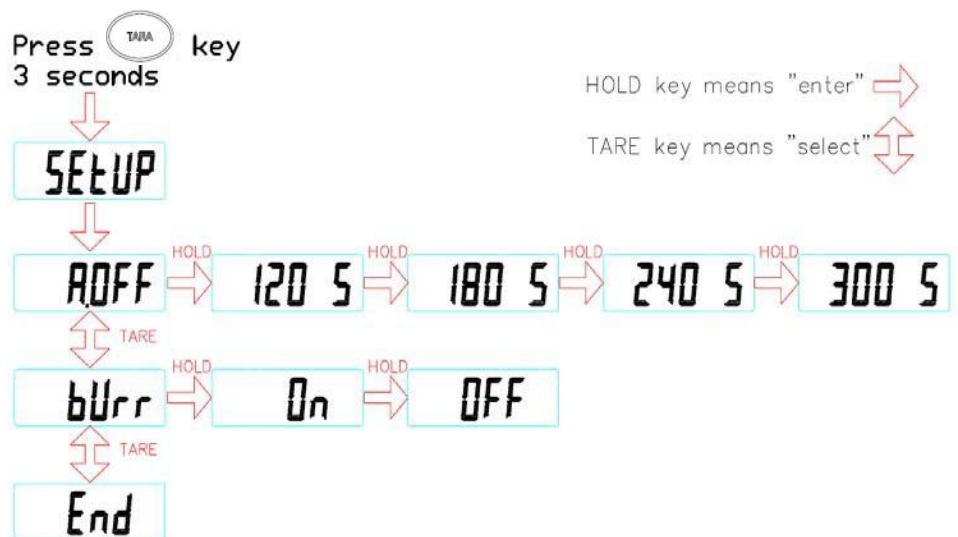 Press TARA key
3 seconds
HOLD key means "enter"
TARE key means "select"
SEtUP
A.OFF HOLD 120 S HOLD 180 S HOLD 240 S HOLD 300 S
TARE
bUrr HOLD On HOLD OFF
TARE
End